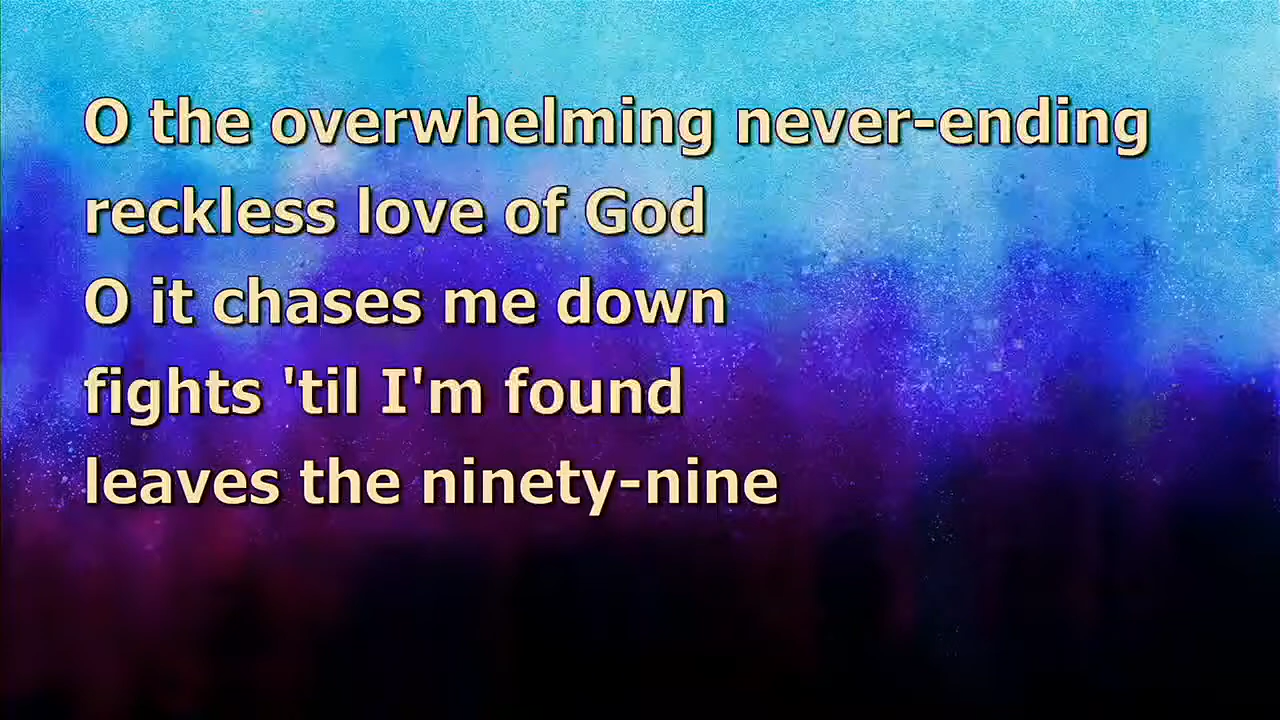 O the overwhelming never-ending
reckless love of God
O it chases me down
fights 'til I'm found
leaves the ninety-nine